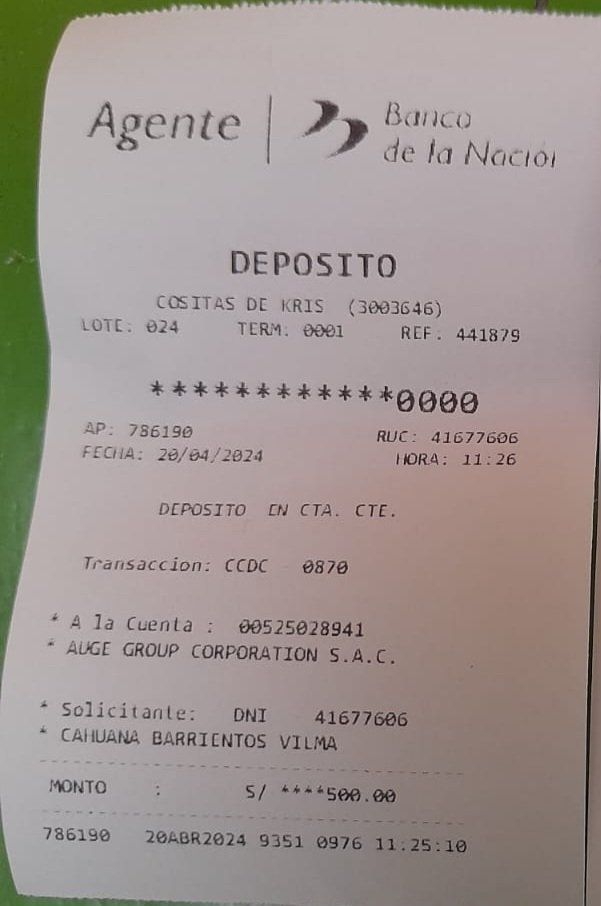 Agente | Banco
de la Nación
DEPOSITO
COSITAS DE KRIS (3003646)
LOTE: 024 TERM: 0001 REF: 441879
************0000
AP: 786190 RUC: 41677606
FECHA: 20/04/2024 HORA: 11:26
DEPOSITO EN CTA. CTE.
Transaccion: CCDC 0870
* A la Cuenta : 00525028941
* AUGE GROUP CORPORATION S.A.C.
* Solicitante: DNI 41677606
* CAHUANA BARRIENTOS VILMA
MONTO : S/ ****500.00
786190 20ABR2024 9351 0976 11:25:10